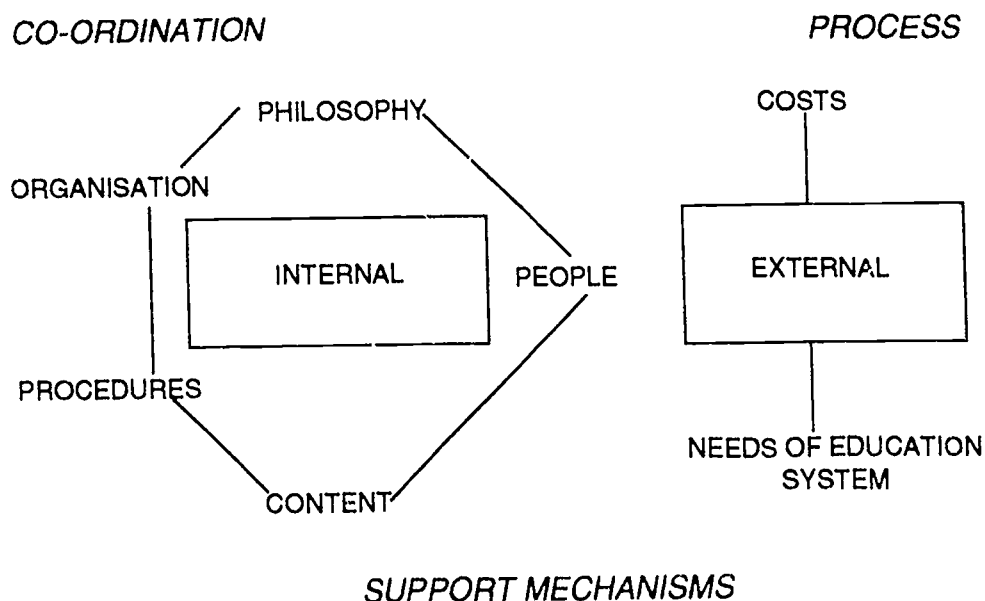 CO-ORDINATION
PROCESS
PHILOSOPHY
COSTS
ORGANISATION
INTERNAL
PEOPLE
EXTERNAL
PROCEDURES
NEEDS OF EDUCATION
SYSTEM
CONTENT
SUPPORT MECHANISMS